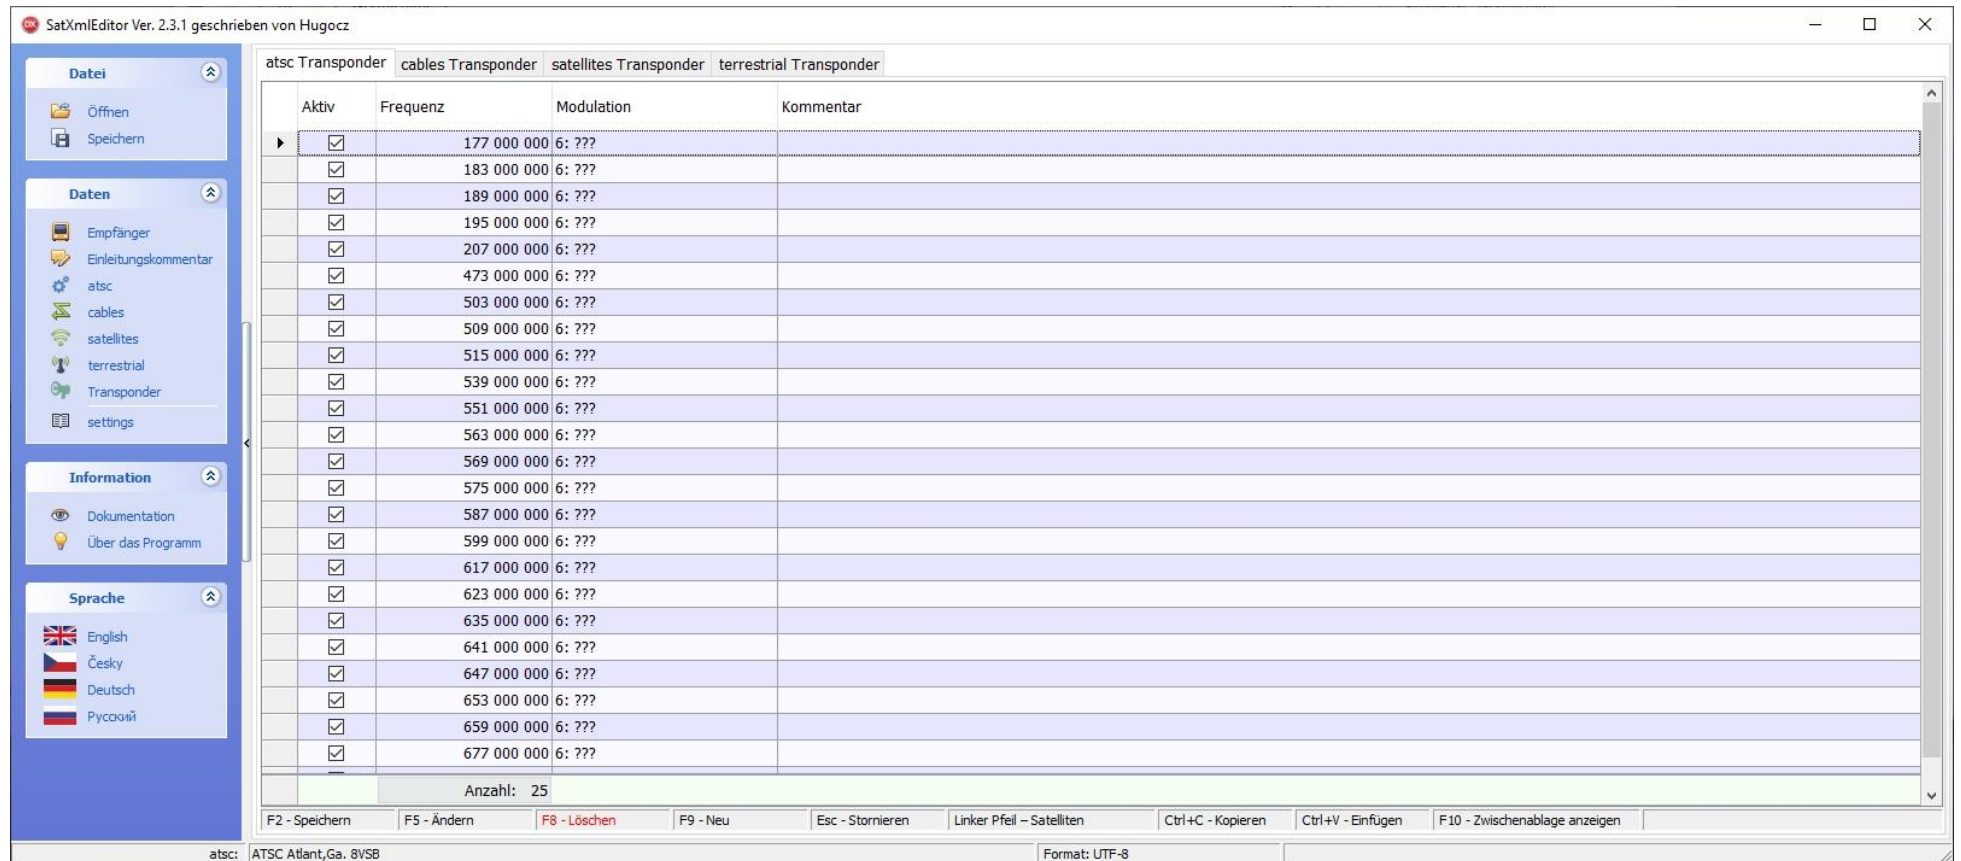 SatXmlEditor Ver. 2.3.1 geschrieben von Hugocz
Datei
Öffnen
Speichern
Daten
Empfänger
Einleitungskommentar
atsc
cables
satellites
terrestrial
Transponder
settings
Information
Dokumentation
Über das Programm
Sprache
English
Česky
Deutsch
Русский
atsc Transponder cables Transponder satellites Transponder terrestrial Transponder
Aktiv Frequenz Modulation Kommentar
177 000 000 6: ???
183 000 000 6: ???
189 000 000 6: ???
195 000 000 6: ???
207 000 000 6: ???
473 000 000 6: ???
503 000 000 6: ???
509 000 000 6: ???
515 000 000 6: ???
539 000 000 6: ???
551 000 000 6: ???
563 000 000 6: ???
569 000 000 6: ???
575 000 000 6: ???
587 000 000 6: ???
599 000 000 6: ???
617 000 000 6: ???
623 000 000 6: ???
635 000 000 6: ???
641 000 000 6: ???
647 000 000 6: ???
653 000 000 6: ???
659 000 000 6: ???
677 000 000 6: ???
Anzahl: 25
F2 - Speichern F5 - Ändern F8 - Löschen F9 - Neu Esc - Stornieren Linker Pfeil – Satelliten Ctrl+C - Kopieren Ctrl+V - Einfügen F10 - Zwischenablage anzeigen
atsc: ATSC Atlant,Ga. 8VSB Format: UTF-8